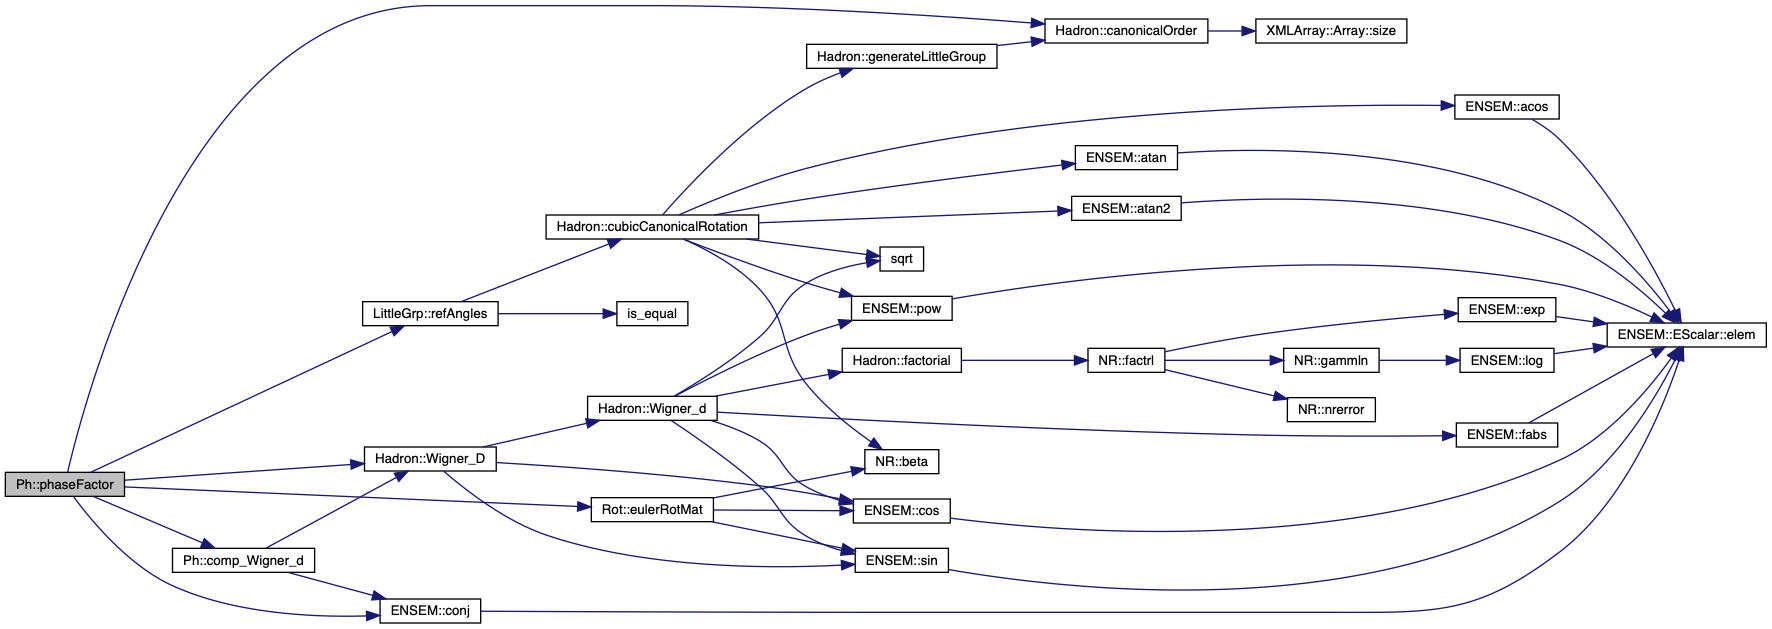 Hadron::canonicalOrder
XMLArray::Array::size
Hadron::generateLittleGroup
ENSEM::acos
ENSEM::atan
ENSEM::atan2
Hadron::cubicCanonicalRotation
sqrt
ENSEM::pow
LittleGrp::refAngles
is_equal
ENSEM::exp
ENSEM::EScalar::elem
Hadron::factorial
NR::factrl
NR::gammln
ENSEM::log
Hadron::Wigner_d
NR::nrerror
ENSEM::fabs
Hadron::Wigner_D
NR::beta
Ph::phaseFactor
Rot::eulerRotMat
ENSEM::cos
Ph::comp_Wigner_d
ENSEM::sin
ENSEM::conj